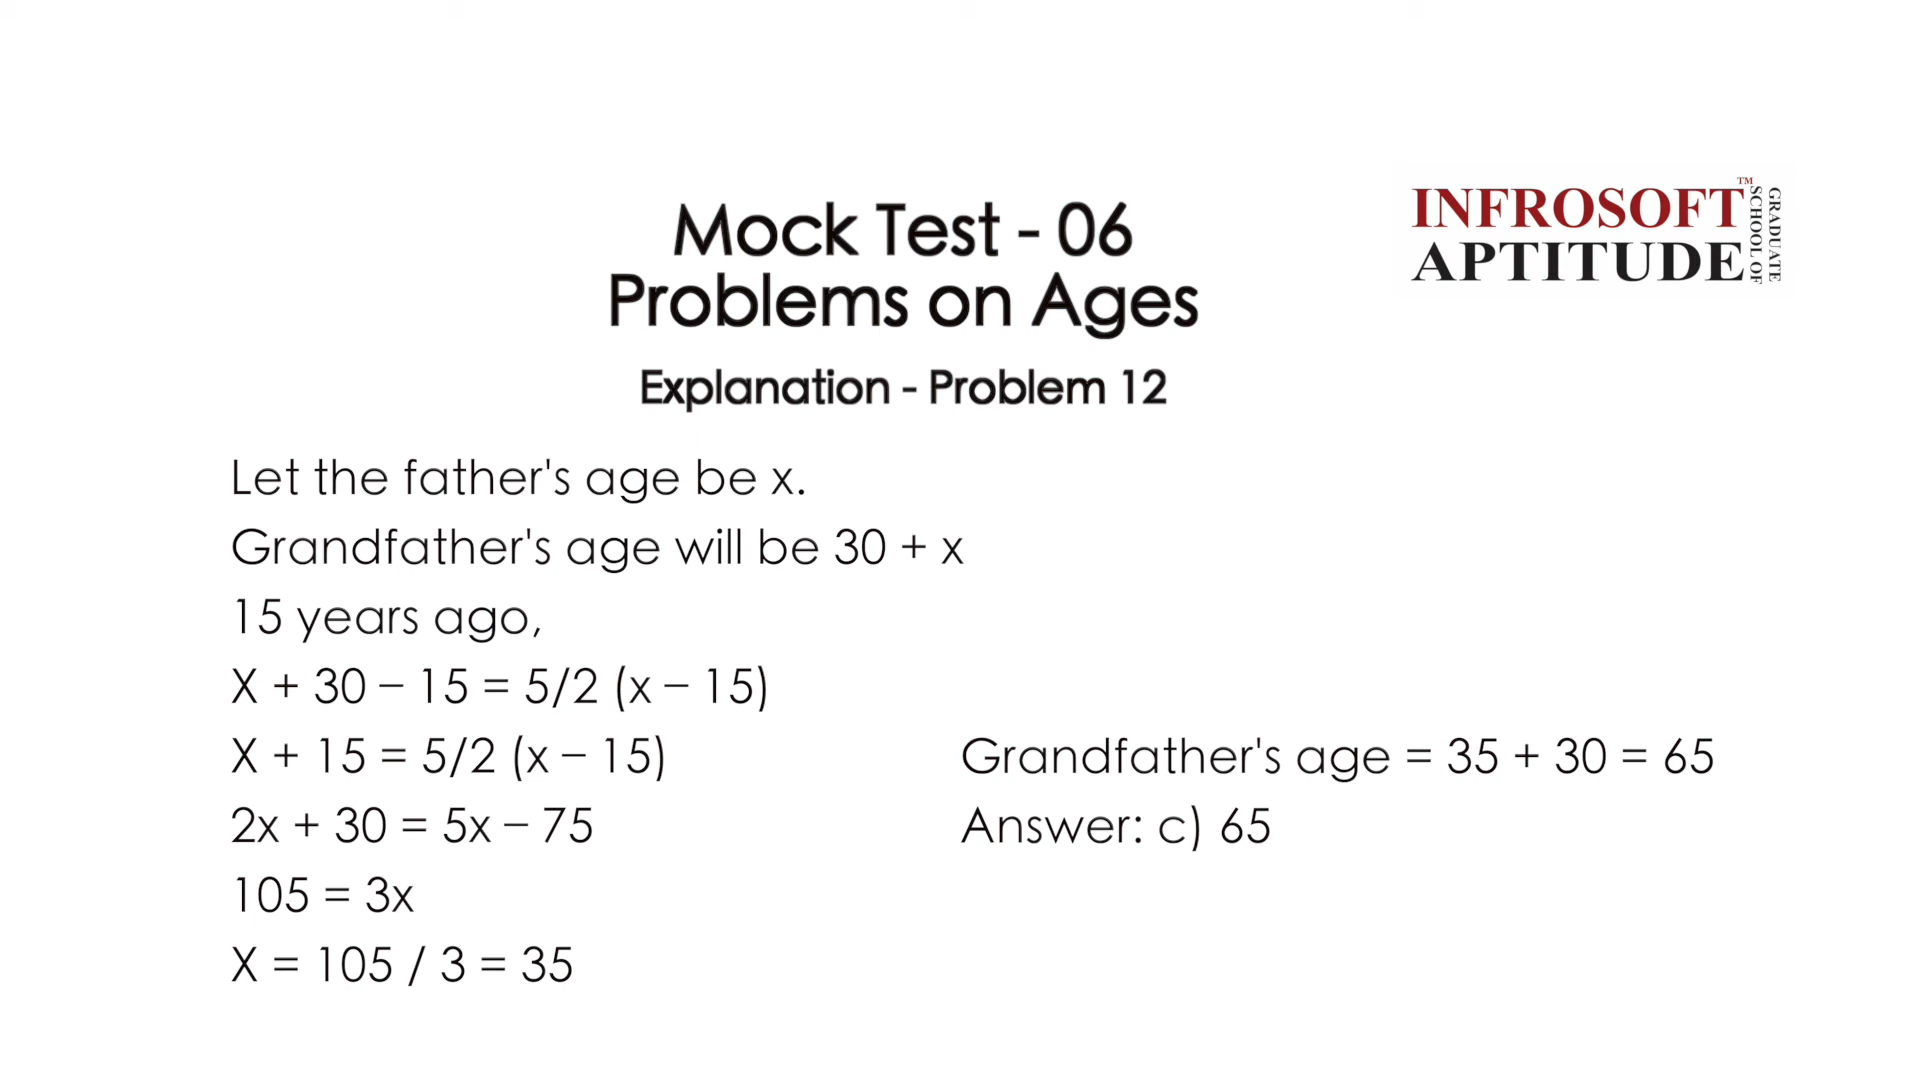 Mock Test - 06
Problems on Ages
INFROSOFT™
APTITUDE
GRADUATE
SCHOOL OF
Explanation - Problem 12
Let the father's age be x.
Grandfather's age will be 30 + x
15 years ago,
X + 30 – 15 = 5/2 (x – 15)
X + 15 = 5/2 (x – 15)
2x + 30 = 5x – 75
105 = 3x
X = 105 / 3 = 35
Grandfather's age = 35 + 30 = 65
Answer: c) 65